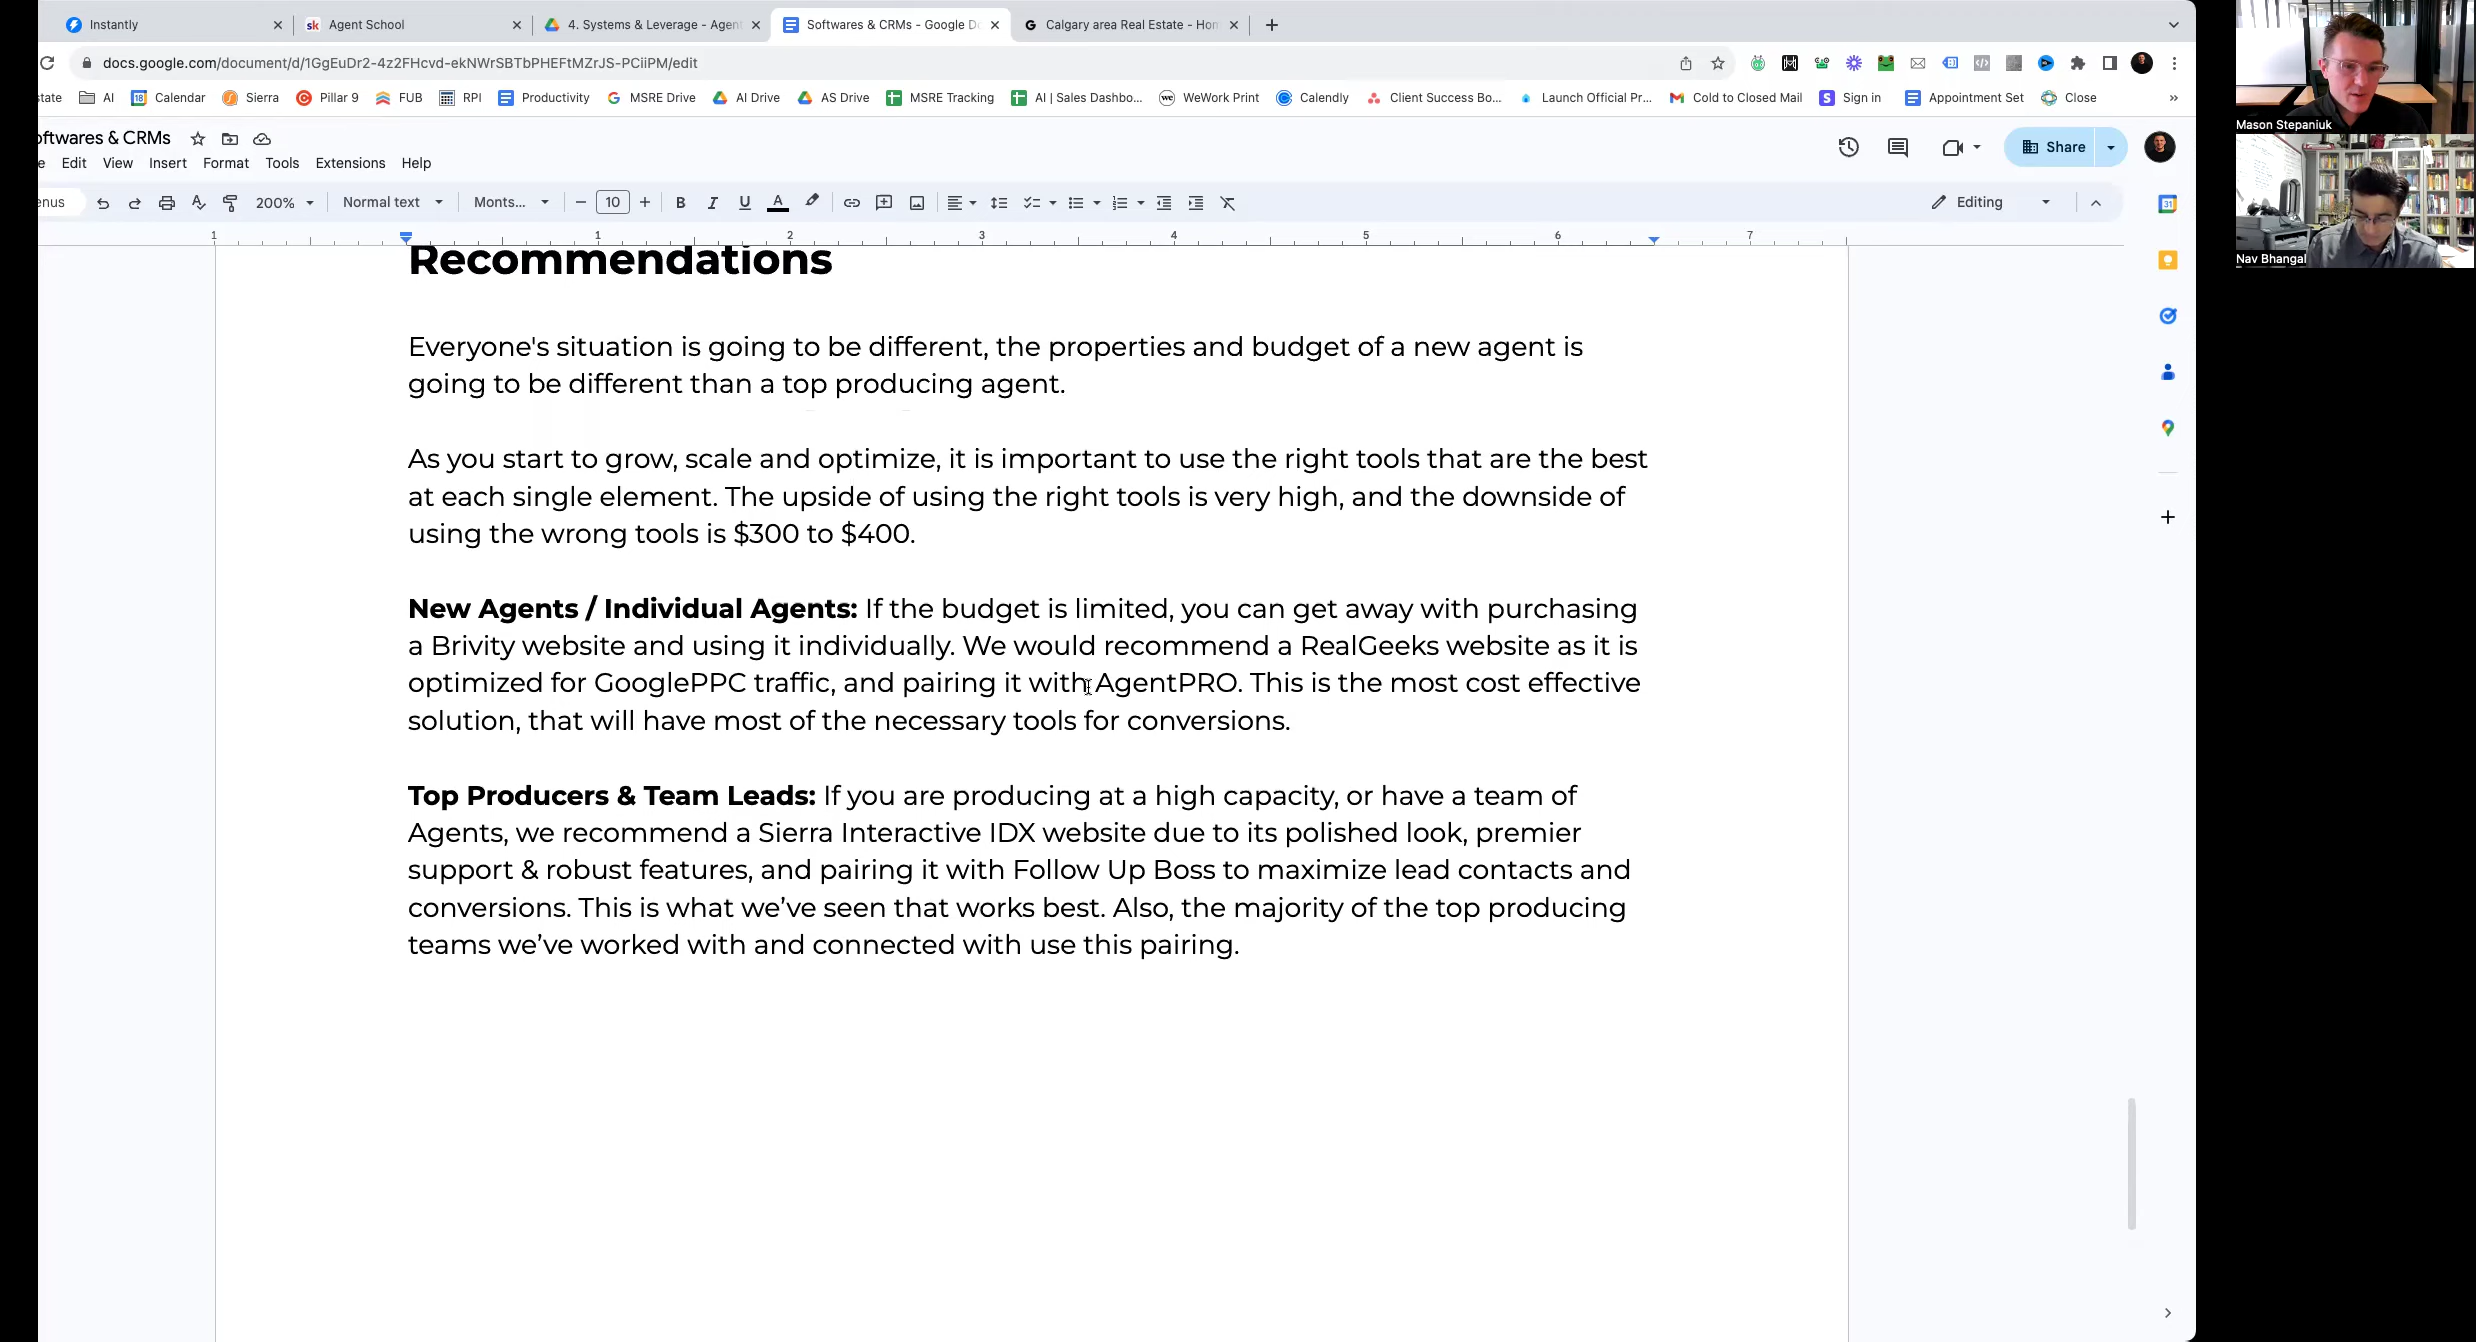 Instantly
Agent School
4. Systems & Leverage - Agen
Softwares & CRMs - Google Do
Calgary area Real Estate - Hom
docs.google.com/document/d/1GgEuDr2-4z2FHcvd-ekNWrSBTbPHEFtMZrJS-PCiiPM/edit
state AI Calendar Sierra Pillar 9 FUB RPI Productivity MSRE Drive AI Drive AS Drive MSRE Tracking AI | Sales Dashbo... WeWork Print Calendly Client Success Bo... Launch Official Pr... Cold to Closed Mail Sign in Appointment Set Close
oftwares & CRMs
e Edit View Insert Format Tools Extensions Help
Share
enus 200% Normal text Monts... 10 Editing
1 1 2 3 4 5 6 7
Recommendations
Everyone's situation is going to be different, the properties and budget of a new agent is
going to be different than a top producing agent.
As you start to grow, scale and optimize, it is important to use the right tools that are the best
at each single element. The upside of using the right tools is very high, and the downside of
using the wrong tools is $300 to $400.
New Agents / Individual Agents: If the budget is limited, you can get away with purchasing
a Brivity website and using it individually. We would recommend a RealGeeks website as it is
optimized for GooglePPC traffic, and pairing it with AgentPRO. This is the most cost effective
solution, that will have most of the necessary tools for conversions.
Top Producers & Team Leads: If you are producing at a high capacity, or have a team of
Agents, we recommend a Sierra Interactive IDX website due to its polished look, premier
support & robust features, and pairing it with Follow Up Boss to maximize lead contacts and
conversions. This is what we’ve seen that works best. Also, the majority of the top producing
teams we’ve worked with and connected with use this pairing.
Mason Stepaniuk
Nav Bhangal